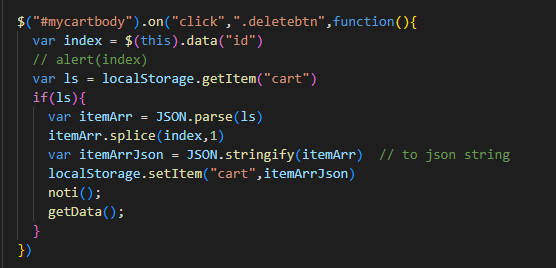 $("#mycartbody").on("click",".deletebtn",function(){
var index = $(this).data("id")
// alert(index)
var ls = localStorage.getItem("cart")
if(ls){
var itemArr = JSON.parse(ls)
itemArr.splice(index,1)
var itemArrJson = JSON.stringify(itemArr)  // to json string
localStorage.setItem("cart",itemArrJson)
noti();
getData();
}
})